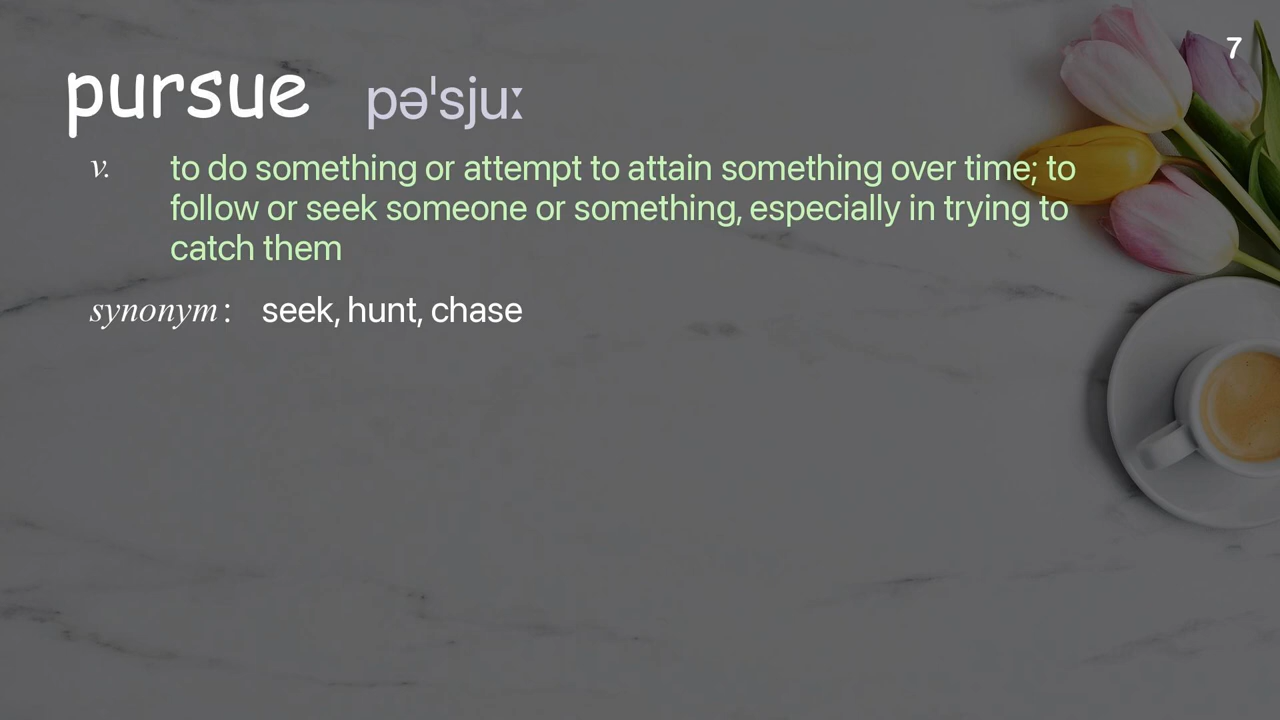 7
pursue pəˈsjuː
v. to do something or attempt to attain something over time; to
follow or seek someone or something, especially in trying to
catch them
synonym: seek, hunt, chase